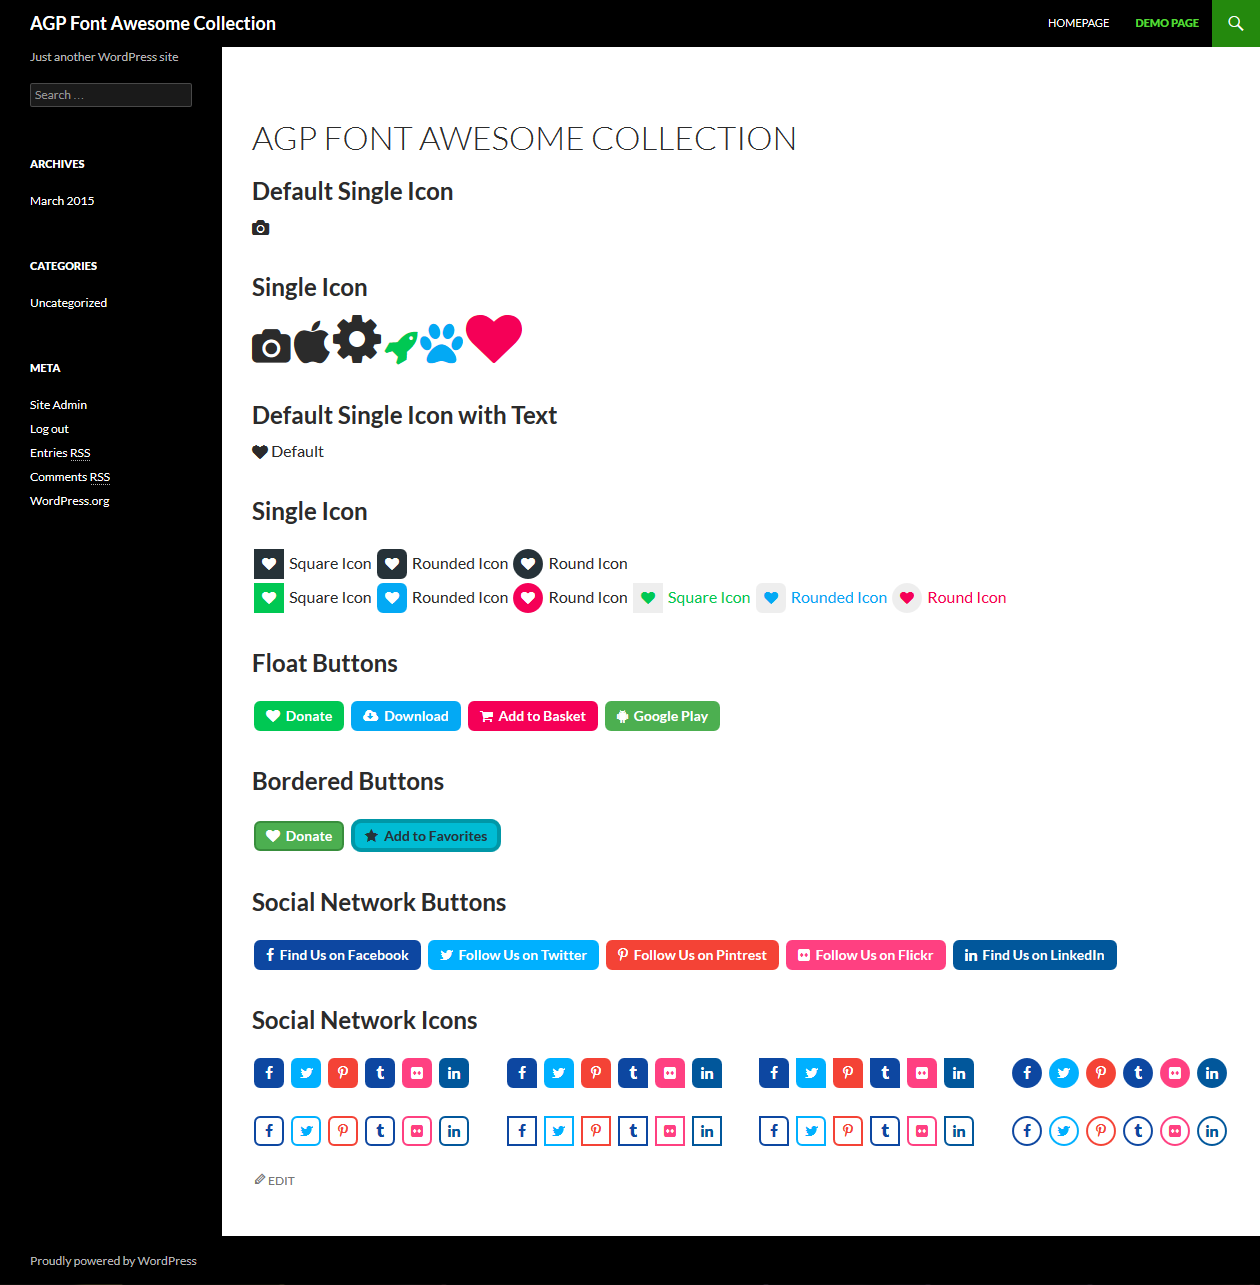 AGP Font Awesome Collection
HOMEPAGE
DEMO PAGE
Just another WordPress site
Search ...
ARCHIVES
March 2015
CATEGORIES
Uncategorized
META
Site Admin
Log out
Entries RSS
Comments RSS
WordPress.org
AGP FONT AWESOME COLLECTION
Default Single Icon
Single Icon
Default Single Icon with Text
Default
Single Icon
Square Icon Rounded Icon Round Icon
Square Icon Rounded Icon Round Icon Square Icon Rounded Icon Round Icon
Float Buttons
Donate Download Add to Basket Google Play
Bordered Buttons
Donate Add to Favorites
Social Network Buttons
Find Us on Facebook Follow Us on Twitter Follow Us on Pintrest Follow Us on Flickr Find Us on LinkedIn
Social Network Icons
EDIT
Proudly powered by WordPress